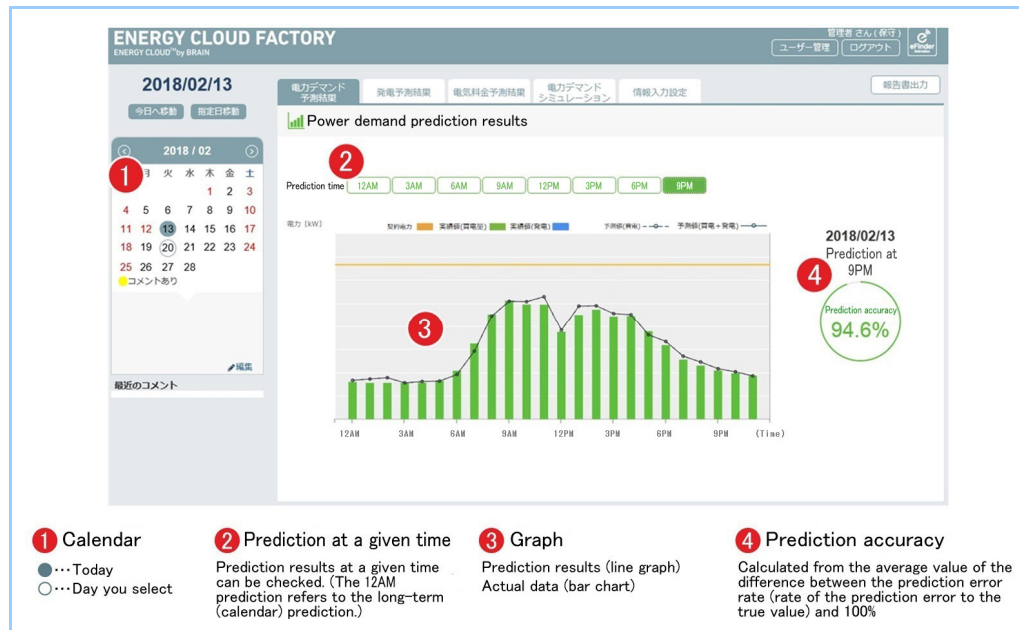 ENERGY CLOUD FACTORY
ENERGY CLOUD™by BRAIN
管理者 さん(保守)
ユーザー管理
ログアウト
eFinder
2018/02/13
今日へ移動
指定日移動
電力デマンド
予測結果
発電予測結果
電気料金予測結果
電力デマンド
シミュレーション
情報入力設定
報告書出力
Power demand prediction results
2018 / 02
1
月 火 水 木 金 土
1 2 3
4 5 6 7 8 9 10
11 12 13 14 15 16 17
18 19 20 21 22 23 24
25 26 27 28
コメントあり
編集
最近のコメント
2
Prediction time 12AM 3AM 6AM 9AM 12PM 3PM 6PM 9PM
電力 [kW]
契約電力 実績値(買電量) 実績値(発電) 予測値(買電) 予測値(買電+発電)
3
12AM 3AM 6AM 9AM 12PM 3PM 6PM 9PM (Time)
2018/02/13
Prediction at
9PM
4
Prediction accuracy
94.6%
1 Calendar
●…Today
○…Day you select
2 Prediction at a given time
Prediction results at a given time
can be checked. (The 12AM
prediction refers to the long-term
(calendar) prediction.)
3 Graph
Prediction results (line graph)
Actual data (bar chart)
4 Prediction accuracy
Calculated from the average value of the
difference between the prediction error
rate (rate of the prediction error to the
true value) and 100%